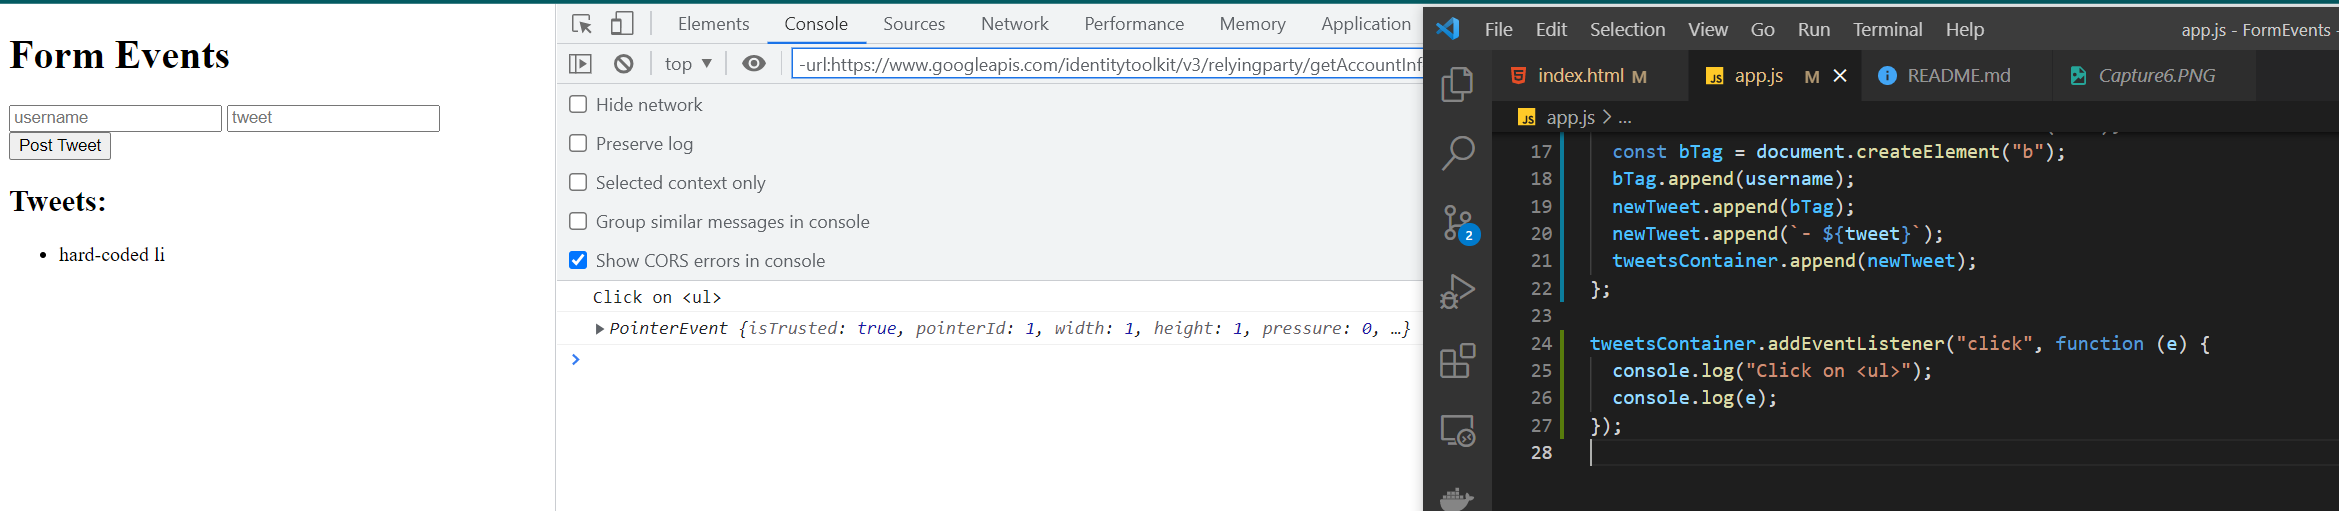 Form Events
username tweet
Post Tweet
Tweets:
• hard-coded li
Elements Console Sources Network Performance Memory Application
top ▼ -url:https://www.googleapis.com/identitytoolkit/v3/relyingparty/getAccountInf
Hide network
Preserve log
Selected context only
Group similar messages in console
Show CORS errors in console
Click on <ul>
▶ PointerEvent {isTrusted: true, pointerId: 1, width: 1, height: 1, pressure: 0, …}
>
File Edit Selection View Go Run Terminal Help app.js - FormEvents -
index.html M JS app.js M × README.md Capture6.PNG
JS app.js > ...
2
17 const bTag = document.createElement("b");
18 bTag.append(username);
19 newTweet.append(bTag);
20 newTweet.append(`- ${tweet}`);
21 tweetsContainer.append(newTweet);
22 };
23
24 tweetsContainer.addEventListener("click", function (e) {
25 console.log("Click on <ul>");
26 console.log(e);
27 });
28